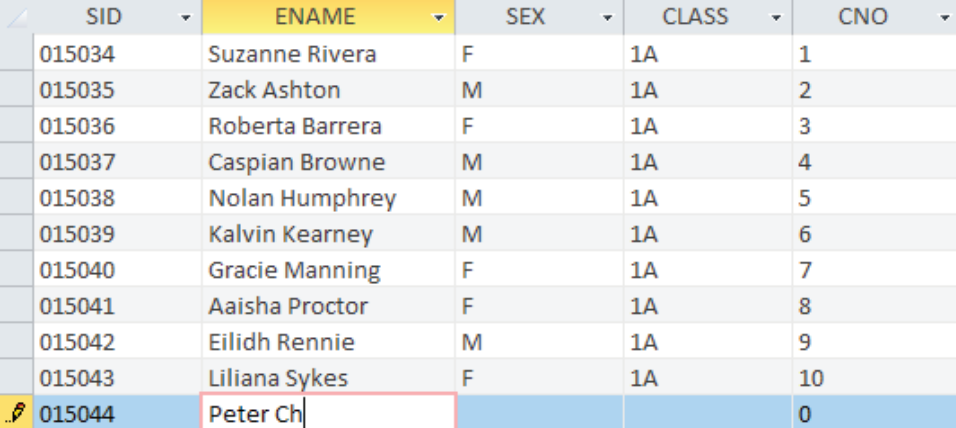 SID ENAME SEX CLASS CNO
015034 Suzanne Rivera F 1A 1
015035 Zack Ashton M 1A 2
015036 Roberta Barrera F 1A 3
015037 Caspian Browne M 1A 4
015038 Nolan Humphrey M 1A 5
015039 Kalvin Kearney M 1A 6
015040 Gracie Manning F 1A 7
015041 Aaisha Proctor F 1A 8
015042 Eilidh Rennie M 1A 9
015043 Liliana Sykes F 1A 10
015044 Peter Ch 0